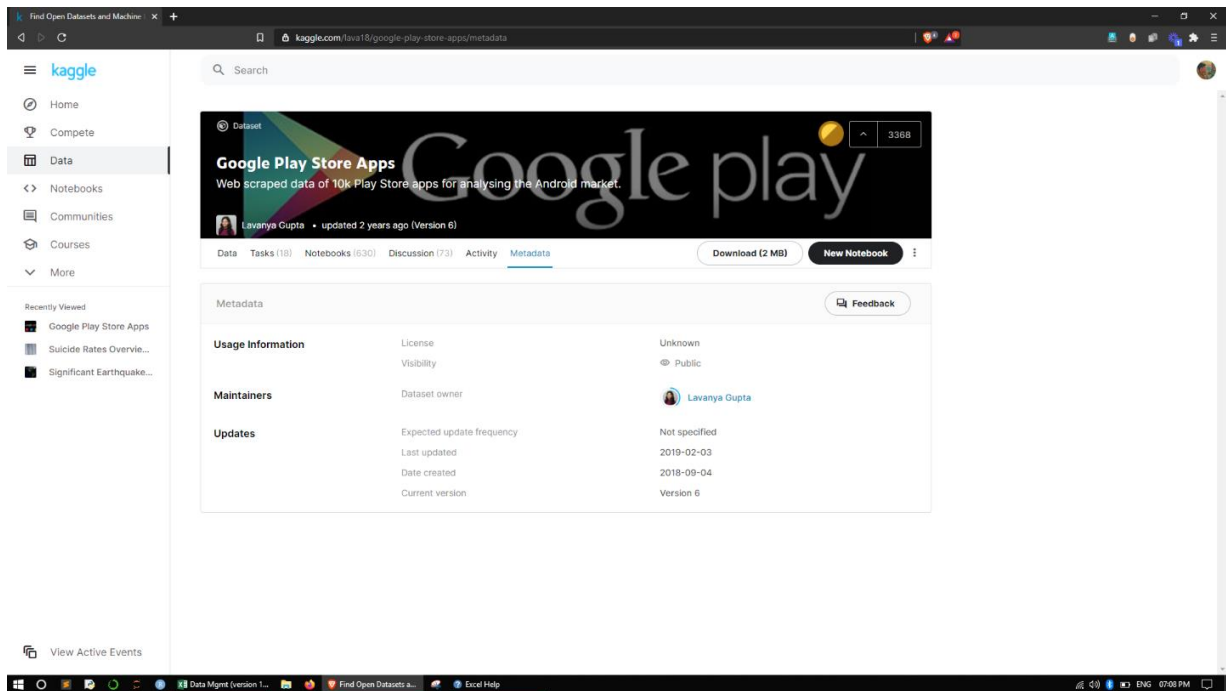 Find Open Datasets and Machine
kaggle.com/lava18/google-play-store-apps/metadata
kaggle
Search
Home
Compete
Data
Notebooks
Communities
Courses
More
Recently Viewed
Google Play Store Apps
Suicide Rates Overvie...
Significant Earthquake...
View Active Events
Dataset
Google play
3368
Google Play Store Apps
Web scraped data of 10k Play Store apps for analysing the Android market.
Lavanya Gupta • updated 2 years ago (Version 6)
Data Tasks (18) Notebooks (630) Discussion (73) Activity Metadata Download (2 MB) New Notebook
Metadata Feedback
Usage Information License Unknown
Visibility Public
Maintainers Dataset owner Lavanya Gupta
Updates Expected update frequency Not specified
Last updated 2019-02-03
Date created 2018-09-04
Current version Version 6
Data Mgmt (version 1... Find Open Datasets a... Excel Help ENG 07:08 PM